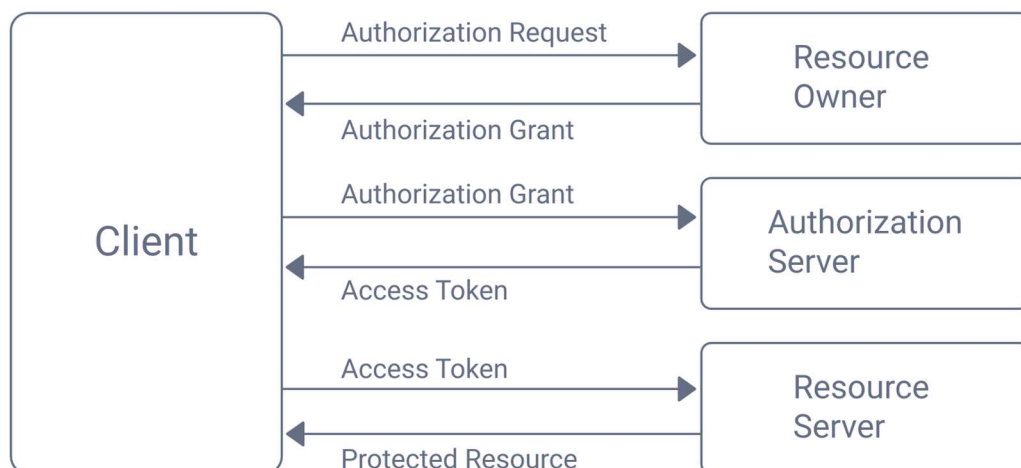 Authorization Request
Resource
Owner
Authorization Grant
Authorization Grant
Client
Authorization
Server
Access Token
Access Token
Resource
Server
Protected Resource